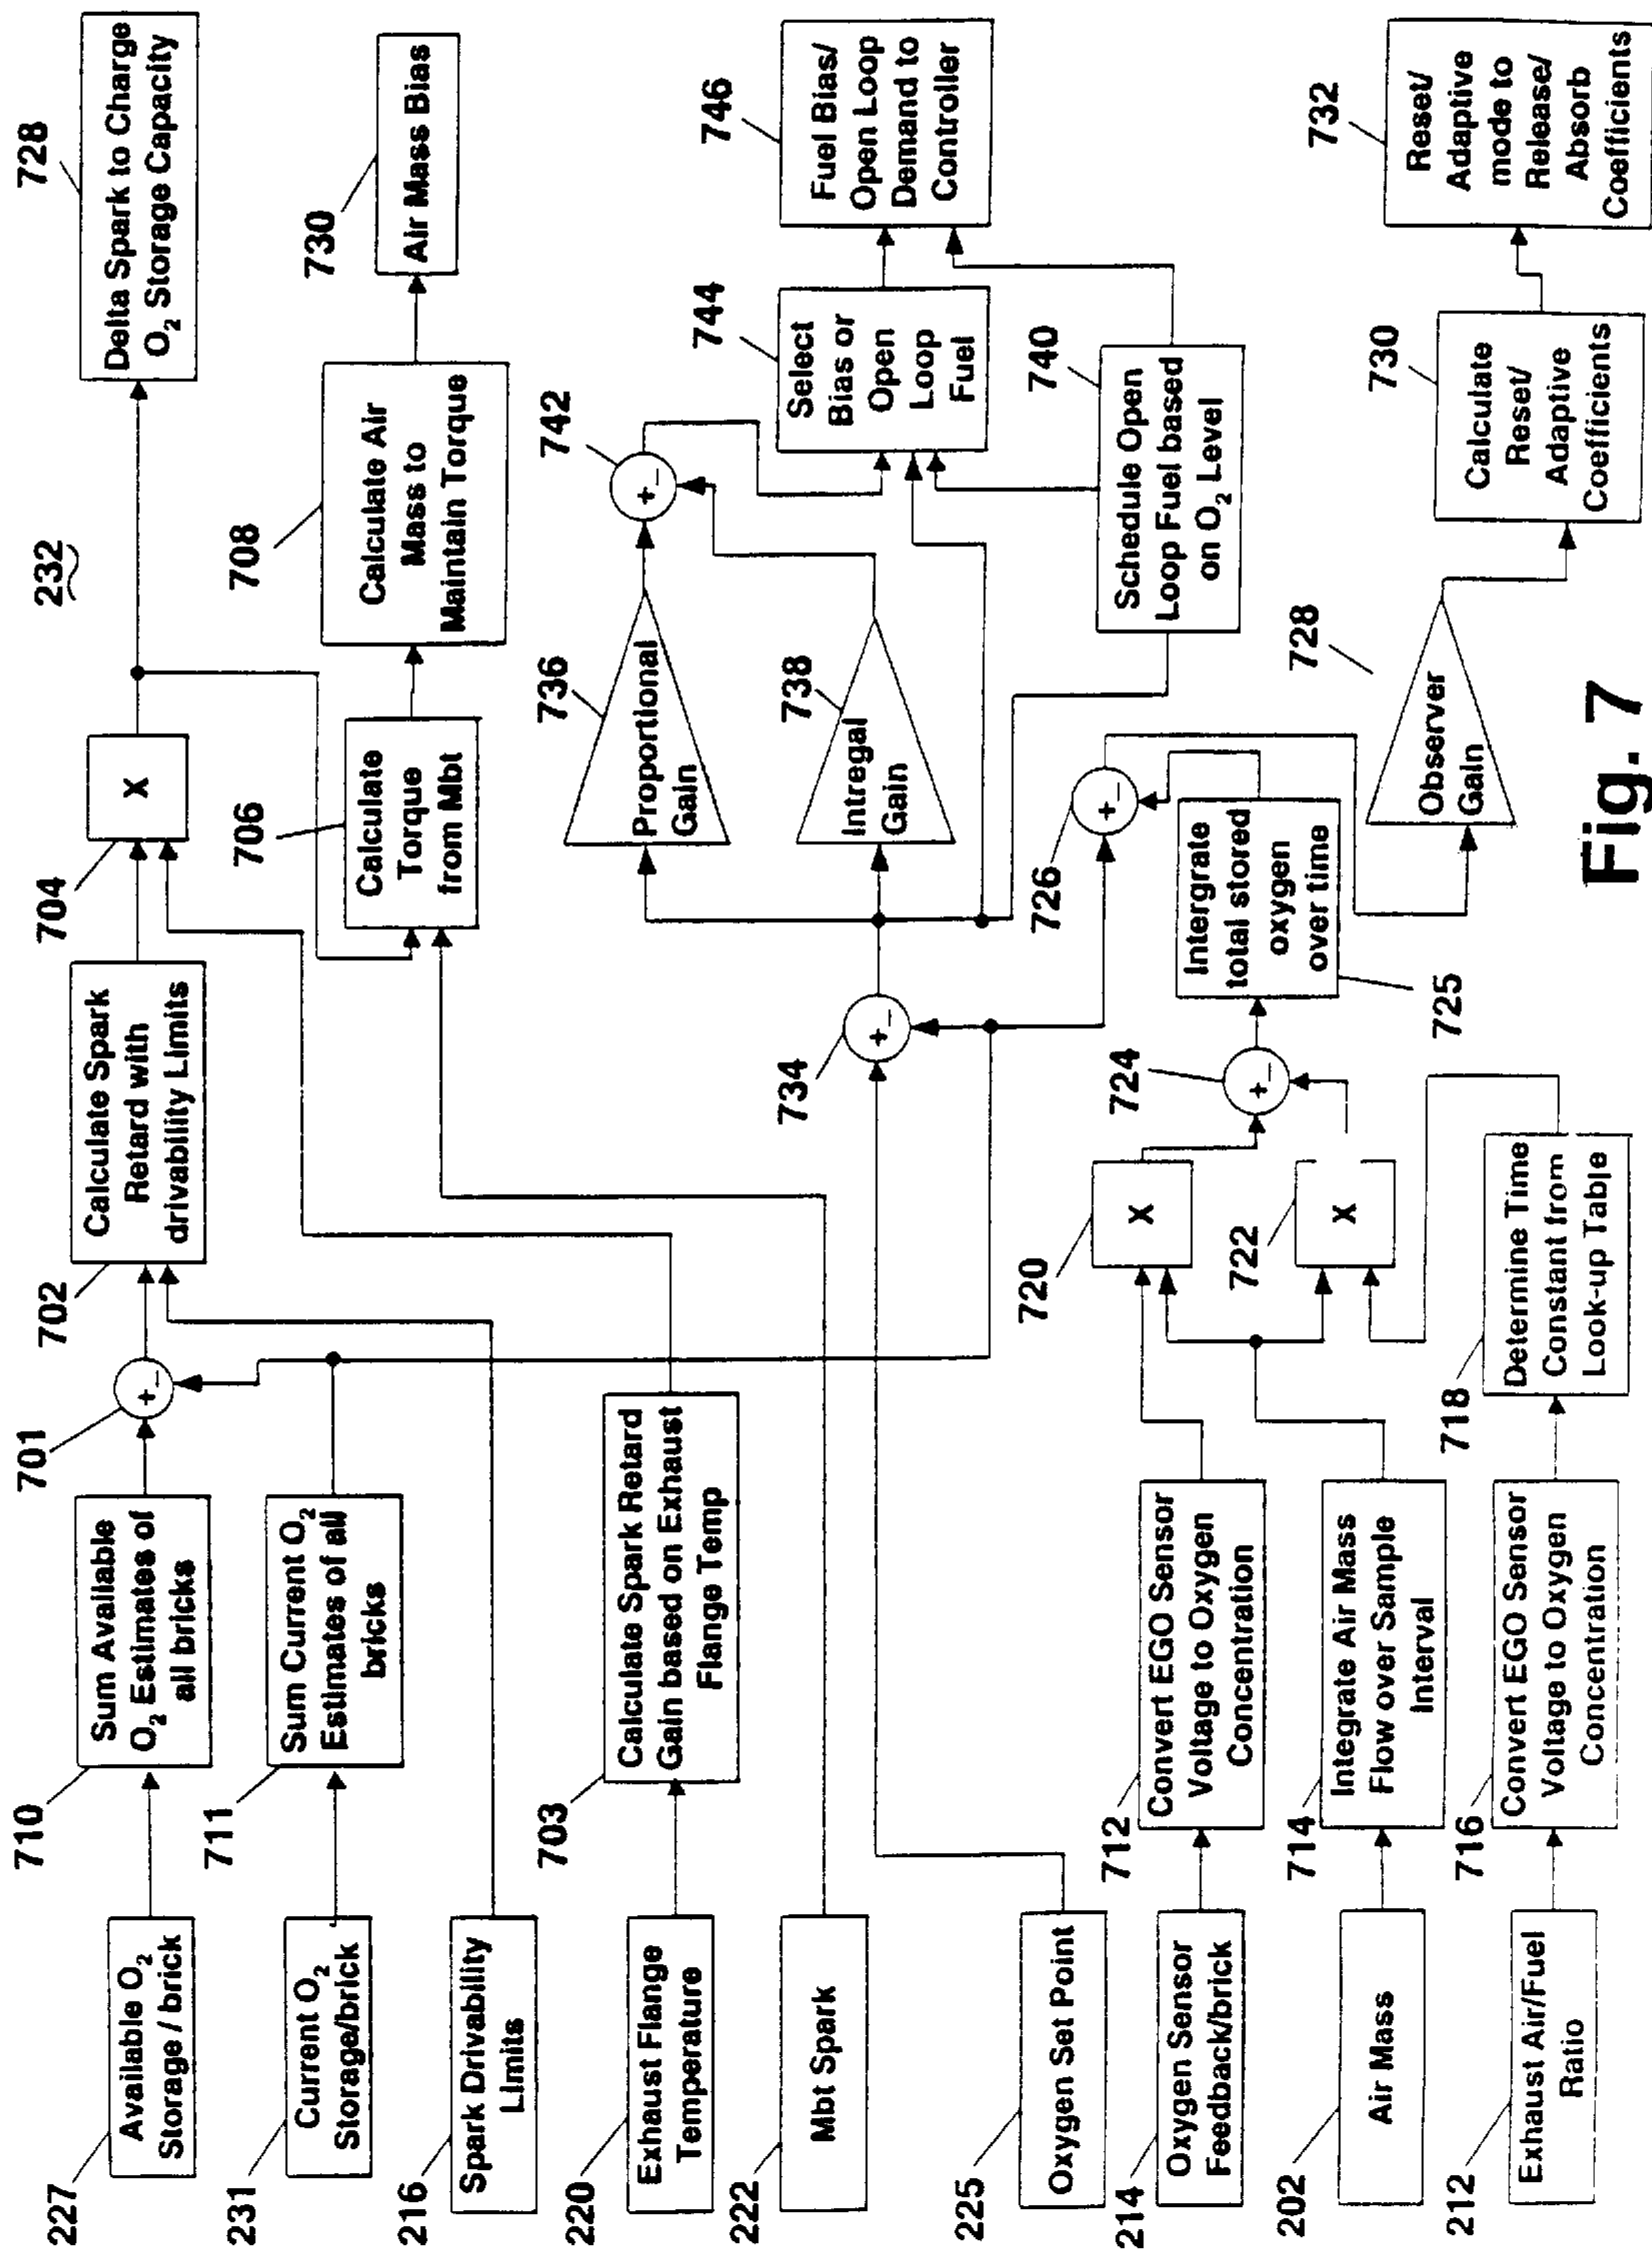 232
227
Available O2
Storage / brick
710
Sum Available
O2 Estimates of
all bricks
701
+
-
702
Calculate Spark
Retard with
drivability Limits
704
X
728
Delta Spark to Charge
O2 Storage Capacity
231
Current O2
Storage/brick
711
Sum Current O2
Estimates of all
bricks
706
Calculate
Torque
from Mbt
708
Calculate Air
Mass to
Maintain Torque
730
Air Mass Bias
216
Spark Drivability
Limits
220
Exhaust Flange
Temperature
703
Calculate Spark Retard
Gain based on Exhaust
Flange Temp
222
Mbt Spark
736
Proportional
Gain
742
+
-
738
Intregal
Gain
744
Select
Bias or
Open
Loop
Fuel
746
Fuel Bias/
Open Loop
Demand to
Controller
225
Oxygen Set Point
734
+
-
740
Schedule Open
Loop Fuel based
on O2 Level
214
Oxygen Sensor
Feedback/brick
712
Convert EGO Sensor
Voltage to Oxygen
Concentration
720
X
724
+
-
726
+
-
Intergrate
total stored
oxygen
over time
725
202
Air Mass
714
Integrate Air Mass
Flow over Sample
Interval
722
X
728
Observer
Gain
730
Calculate
Reset/
Adaptive
Coefficients
732
Reset/
Adaptive
mode to
Release/
Absorb
Coefficients
212
Exhaust Air/Fuel
Ratio
716
Convert EGO Sensor
Voltage to Oxygen
Concentration
718
Determine Time
Constant from
Look-up Table
Fig. 7